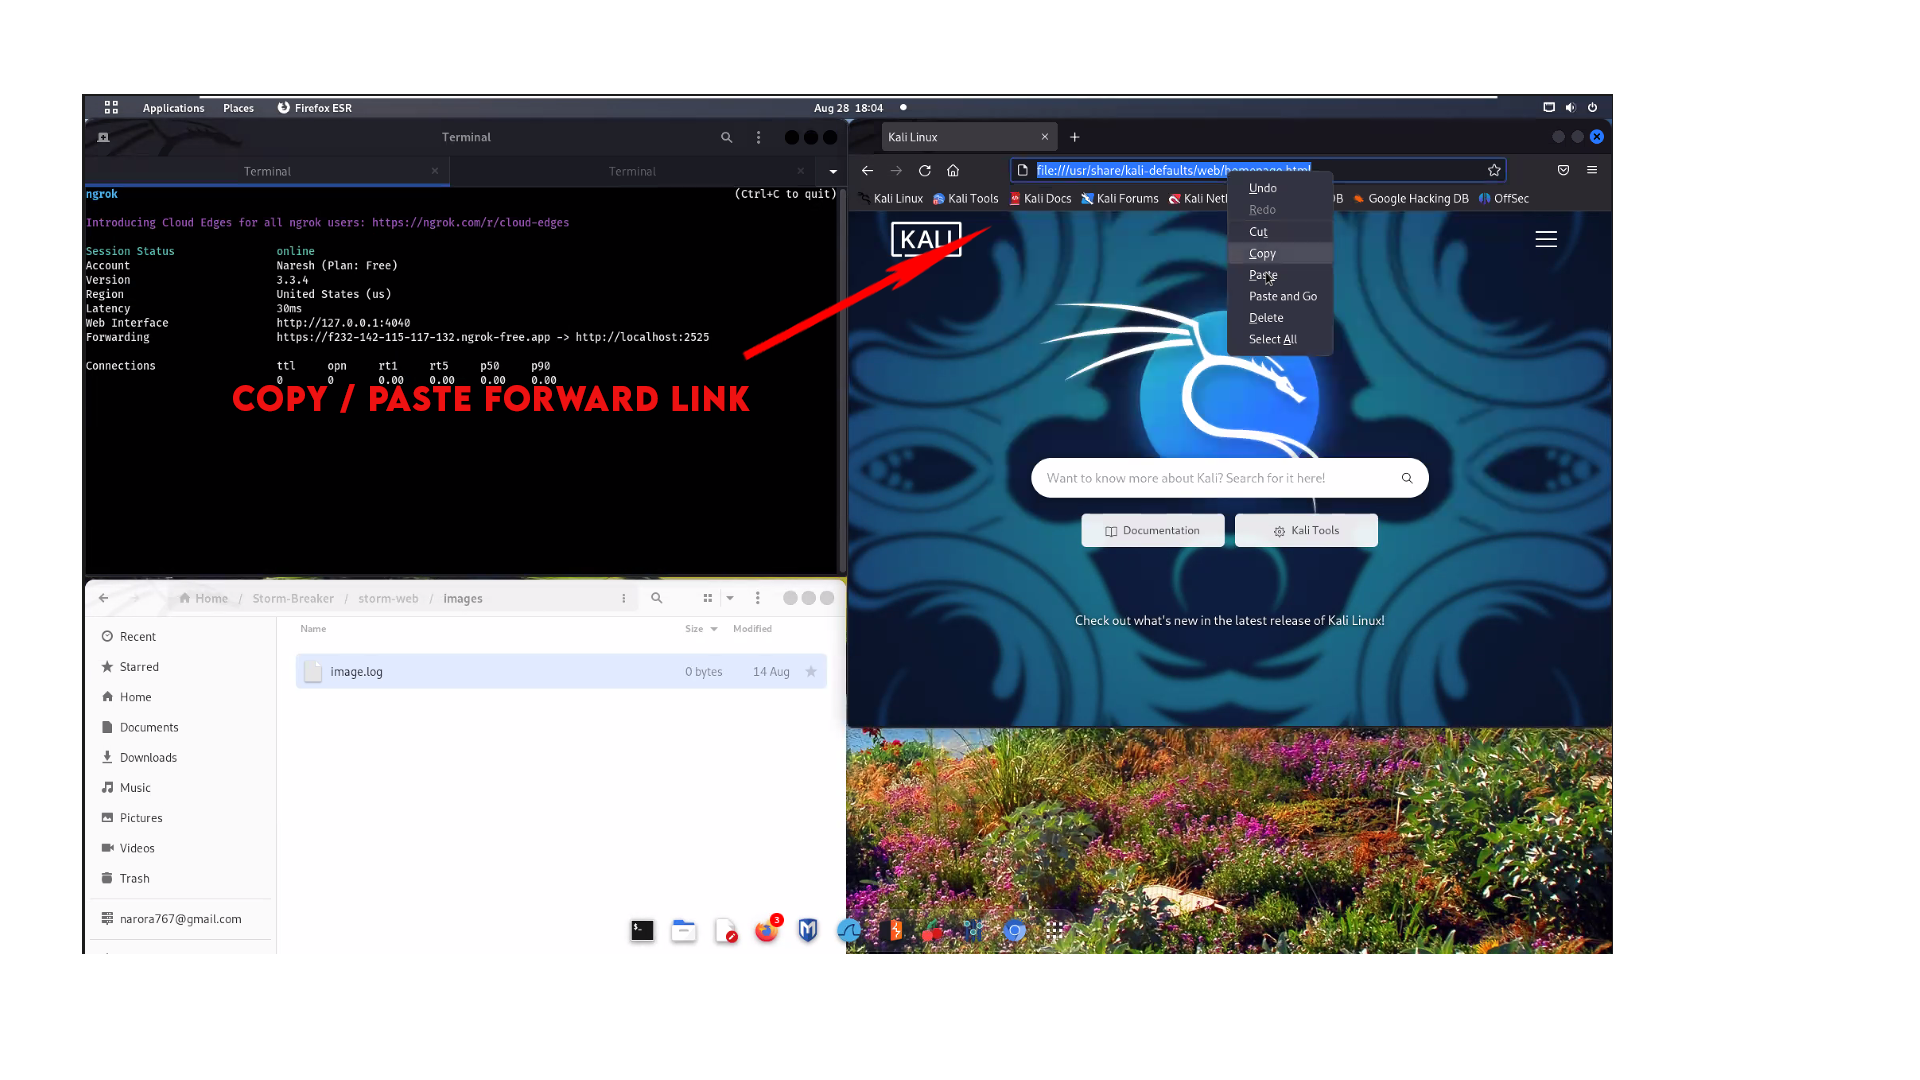 Applications Places Firefox ESR Aug 28 18:04
Terminal
Terminal Terminal
ngrok (Ctrl+C to quit)
Introducing Cloud Edges for all ngrok users: https://ngrok.com/r/cloud-edges
Session Status online
Account Naresh (Plan: Free)
Version 3.3.4
Region United States (us)
Latency 30ms
Web Interface http://127.0.0.1:4040
Forwarding https://f232-142-115-117-132.ngrok-free.app -> http://localhost:2525
Connections ttl opn rt1 rt5 p50 p90
0 0 0.00 0.00 0.00 0.00
COPY / PASTE FORWARD LINK
Home / Storm-Breaker / storm-web / images
Name Size Modified
Recent
Starred
Home
Documents
Downloads
Music
Pictures
Videos
Trash
narora767@gmail.com
image.log 0 bytes 14 Aug
Kali Linux
file:///usr/share/kali-defaults/web/homepage.html
Kali Linux Kali Tools Kali Docs Kali Forums Kali Net DB Google Hacking DB OffSec
KALI
Undo
Redo
Cut
Copy
Paste
Paste and Go
Delete
Select All
Want to know more about Kali? Search for it here!
Documentation Kali Tools
Check out what's new in the latest release of Kali Linux!
3